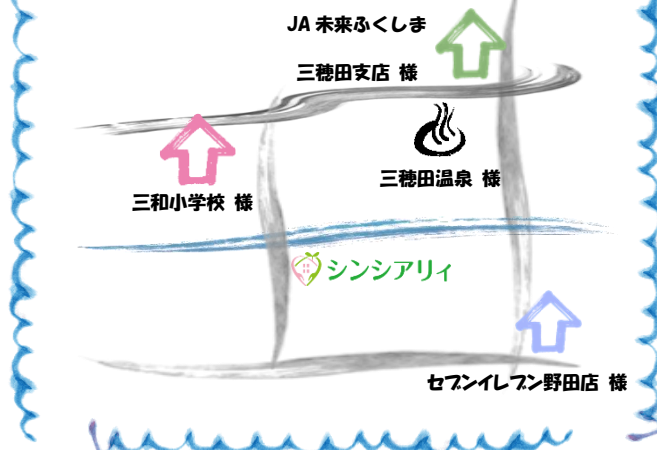 JA 未来ふくしま
三穂田支店 様
三穂田温泉 様
三和小学校 様
シンシアリィ
セブンイレブン野田店 様